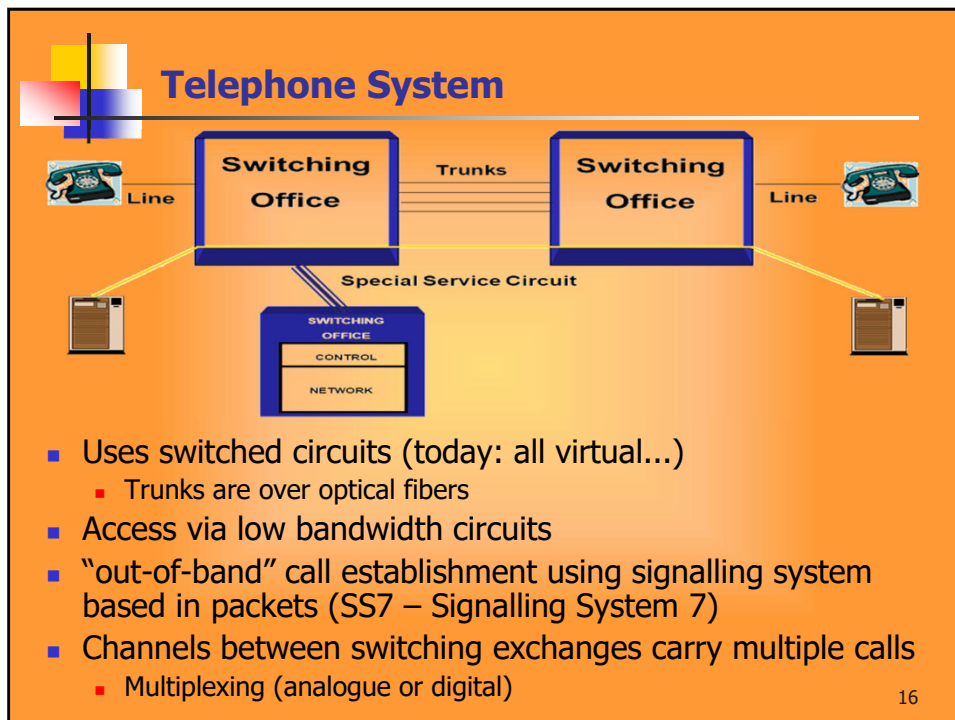 Telephone System
Switching
Office
Trunks
Switching
Office
Line
Line
Special Service Circuit
SWITCHING
OFFICE
CONTROL
NETWORK
Uses switched circuits (today: all virtual...)
Trunks are over optical fibers
Access via low bandwidth circuits
“out-of-band” call establishment using signalling system
based in packets (SS7 – Signalling System 7)
Channels between switching exchanges carry multiple calls
Multiplexing (analogue or digital)
16